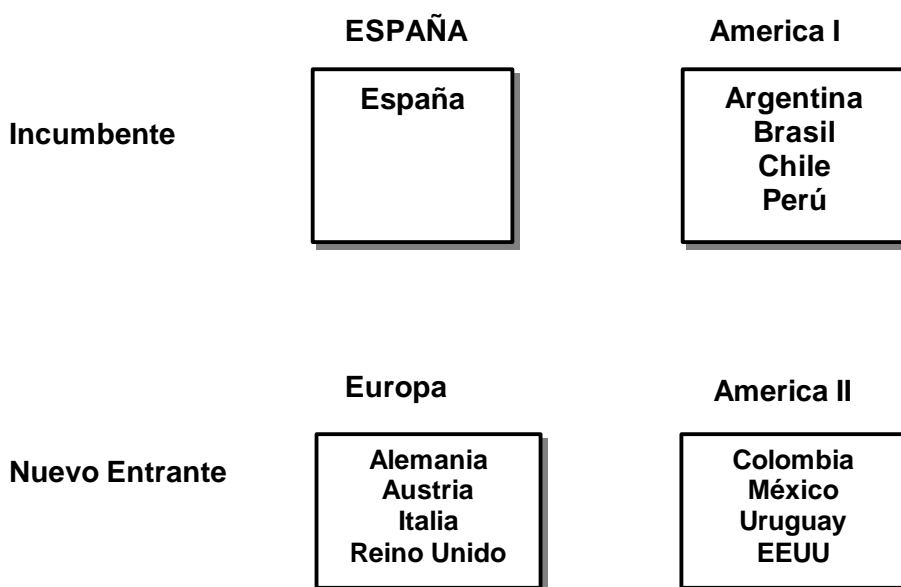 ESPAÑA
America I
Incumbente
España
Argentina
Brasil
Chile
Perú
Europa
America II
Nuevo Entrante
Alemania
Austria
Italia
Reino Unido
Colombia
México
Uruguay
EEUU